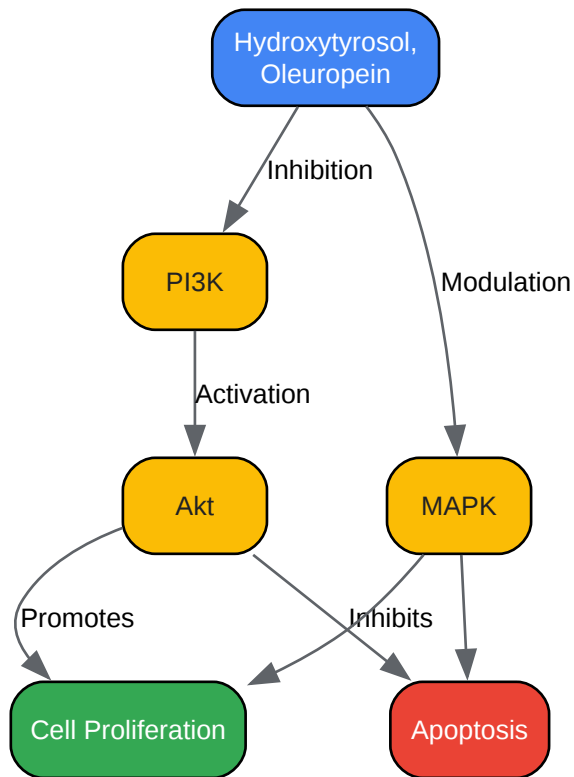 Hydroxytyrosol,
Oleuropein
Inhibition
PI3K
Modulation
Activation
Akt
MAPK
Promotes
Inhibits
Cell Proliferation
Apoptosis